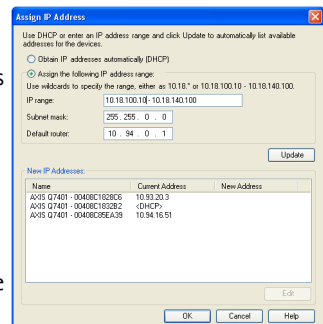 Assign IP Address
Use DHCP or enter an IP address range and click Update to automatically list available
addresses for the devices.
Obtain IP addresses automatically (DHCP)
s
Assign the following IP address range:
Use wildcards to specify the range, either as 10.18.* or 10.18.100.10 - 10.18.140.100.
IP range: 10.18.100.10 - 10.18.140.100
Subnet mask: 255 . 255 . 0 . 0
Default router: 10 . 94 . 0 . 1
Update
New IP Addresses:
Name Current Address New Address
AXIS Q7401 - 00408C1828C6 10.93.20.3
AXIS Q7401 - 00408C1832B2 <DHCP>
AXIS Q7401 - 00408C85EA39 10.94.16.51
e
Edit
OK Cancel Help